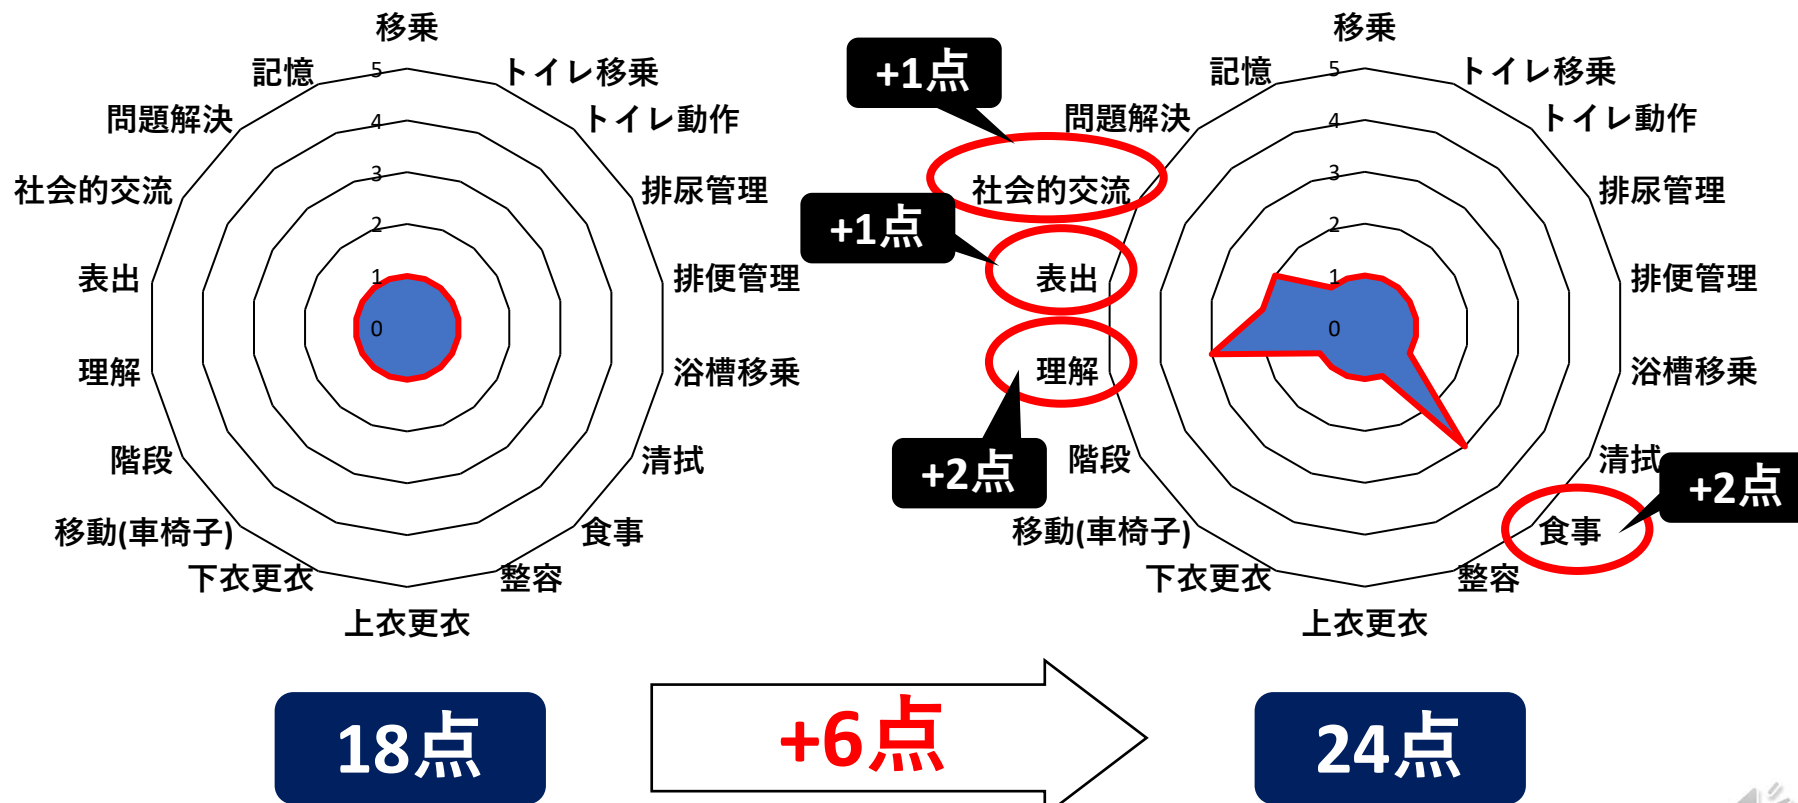 移乗
トイレ移乗
トイレ動作
排尿管理
排便管理
浴槽移乗
清拭
食事
整容
上衣更衣
下衣更衣
移動(車椅子)
階段
理解
表出
社会的交流
問題解決
記憶
5
4
3
2
1
0
18点
+6点
移乗
トイレ移乗
トイレ動作
排尿管理
排便管理
浴槽移乗
清拭
食事
整容
上衣更衣
下衣更衣
移動(車椅子)
階段
理解
表出
社会的交流
問題解決
記憶
5
4
3
2
1
0
+1点
+1点
+2点
+2点
24点